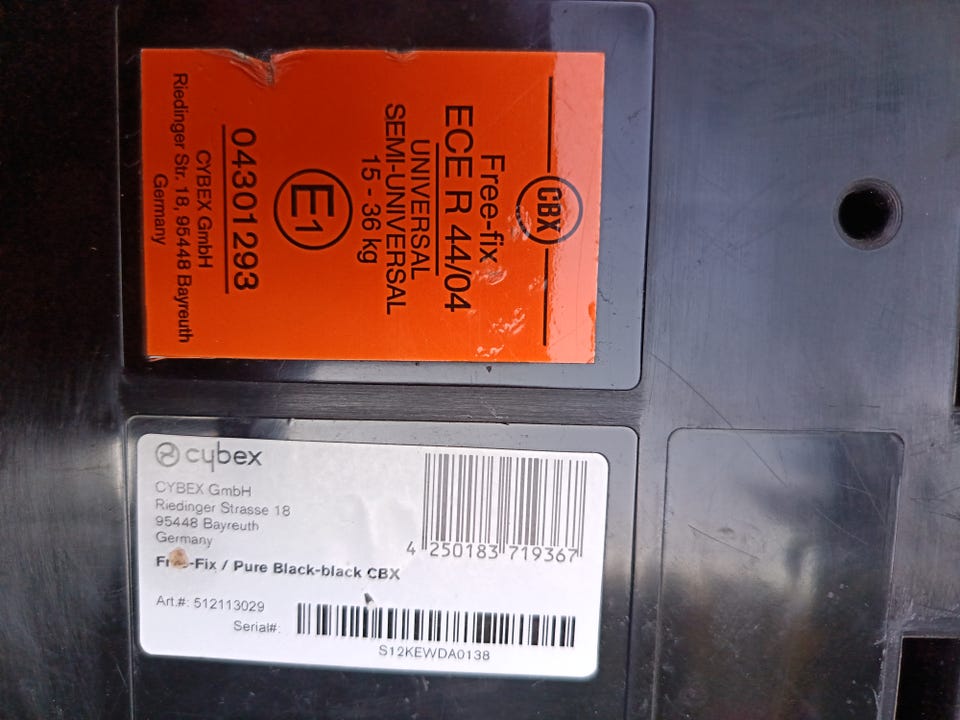 CBX
Free-fix
ECE R 44/04
UNIVERSAL
SEMI-UNIVERSAL
15 - 36 kg
E1
04301293
CYBEX GmbH
Riedinger Str. 18, 95448 Bayreuth
Germany
cybex
CYBEX GmbH
Riedinger Strasse 18
95448 Bayreuth
Germany
4 250183 719367
Free-Fix / Pure Black-black CBX
Art.#: 512113029
Serial#:
S12KEWDA0138